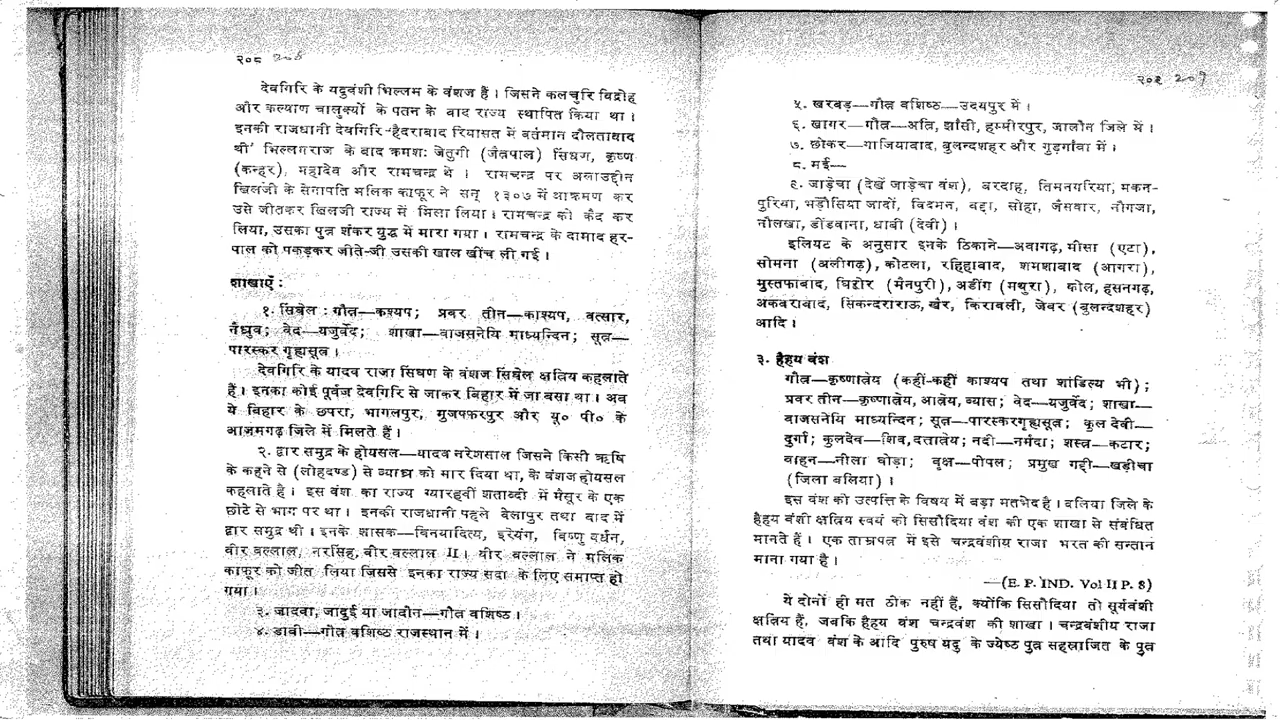 २०८ 208
देवगिरि के यदुवंशी भिल्लम के वंशज हैं । जिसने कलचुरि विद्रोह
और कल्याण चालुक्यों के पतन के बाद राज्य स्थापित किया था ।
इनकी राजधानी देवगिरि-हैदराबाद रियासत में वर्तमान दौलताबाद
थी' भिल्लमराज के बाद क्रमशः जेतुगी (जैत्रपाल) सिंघण, कृष्ण
(कन्हर), महादेव और रामचन्द्र थे । रामचन्द्र पर अलाउद्दीन
खिलजी के सेनापति मलिक काफूर ने सन् १३०७ में आक्रमण कर
उसे जीतकर खिलजी राज्य में मिला लिया । रामचन्द्र को कैद कर
लिया, उसका पुत्र शंकर युद्ध में मारा गया । रामचन्द्र के दामाद हर-
पाल को पकड़कर जीते-जी उसकी खाल खींच ली गई ।
शाखाएँ :
१. सिंबेल : गौत्र—कश्यप; प्रवर तीन—काश्यप, वत्सार,
नैध्रुव; वेद—यजुर्वेद; शाखा—वाजसनेयि माध्यन्दिन; सूत्र—
पारस्कर गृह्यसूत्र ।
देवगिरि के यादव राजा सिंघण के वंशज सिंबेल क्षत्रिय कहलाते
हैं । इनका कोई पूर्वज देवगिरि से जाकर बिहार में जा बसा था । अब
ये बिहार के छपरा, भागलपुर, मुजफ्फरपुर और यू० पी० के
आजमगढ़ जिले में मिलते हैं ।
२. द्वार समुद्र के होयसल—यादव नरेशसाल जिसने किसी ऋषि
के कहने से (लोहदण्ड) से व्याघ्र को मार दिया था, के वंशज होयसल
कहलाते हैं । इस वंश का राज्य ग्यारहवीं शताब्दी में मैसूर के एक
छोटे से भाग पर था । इनकी राजधानी पहले वेलापुर तथा बाद में
द्वार समुद्र थी । इनके शासक—विनयादित्य, इरेयंग, विष्णु वर्धन,
वीर बल्लाल, नरसिंह, वीर बल्लाल II । वीर बल्लाल ने मलिक
काफूर को जीत लिया जिससे इनका राज्य सदा के लिए समाप्त हो
गया ।
३. जादवा, जादुई या जादौन—गौत्र वशिष्ठ ।
४. डाबी—गौत्र वशिष्ठ राजस्थान में ।
२०९ 209
५. खरबड़—गौत्र वशिष्ठ—उदयपुर में ।
६. खागर—गौत्र—अत्रि, झाँसी, हम्मीरपुर, जालौन जिले में ।
७. छोकर—गाजियाबाद, बुलन्दशहर और गुड़गाँवा में ।
८. मई—
९. जाड़ेचा (देखें जाड़ेचा वंश), बरदाह, तिमनगरिया, मकन-
पुरिया, भड़ौसिया जादों, विदमन, बद्दा, सोहा, जैसवार, नौगजा,
नौलखा, डोंडवाना, धाबी (देवी) ।
इलियट के अनुसार इनके ठिकाने—अवागढ़, मीसा (एटा),
सोमना (अलीगढ़), कोटला, रहिहाबाद, शमशाबाद (आगरा),
मुस्तफाबाद, घिरोर (मैनपुरी), अडींग (मथुरा), कोल, हसनगढ़,
अकबराबाद, सिकन्दराराऊ, खैर, किरावली, जेवर (बुलन्दशहर)
आदि ।
३. हैहय वंश
गौत्र—कृष्णात्रेय (कहीं-कहीं काश्यप तथा शांडिल्य भी) ;
प्रवर तीन—कृष्णात्रेय, आत्रेय, व्यास; वेद—यजुर्वेद; शाखा—
वाजसनेय माध्यन्दिन; सूत्र—पारस्करगृह्यसूत्र; कुल देवी—
दुर्गा; कुलदेव—शिव, दत्तात्रेय; नदी—नर्मदा; शस्त्र—कटार;
वाहन—नीला घोड़ा; वृक्ष—पीपल; प्रमुख गद्दी—खड़ीचा
(जिला बलिया) ।
इस वंश की उत्पत्ति के विषय में बड़ा मतभेद है । बलिया जिले के
हैहय वंशी क्षत्रिय स्वयं को सिसौदिया वंश की एक शाखा से संबंधित
मानते हैं । एक ताम्रपत्र में इसे चन्द्रवंशीय राजा भरत की सन्तान
माना गया है ।
—(E. P. IND. Vol II P. 8)
ये दोनों ही मत ठीक नहीं हैं, क्योंकि सिसौदिया तो सूर्यवंशी
क्षत्रिय हैं, जबकि हैहय वंश चन्द्रवंश की शाखा । चन्द्रवंशीय राजा
तथा यादव वंश के आदि पुरुष यदु के ज्येष्ठ पुत्र सहस्राजित के पुत्र